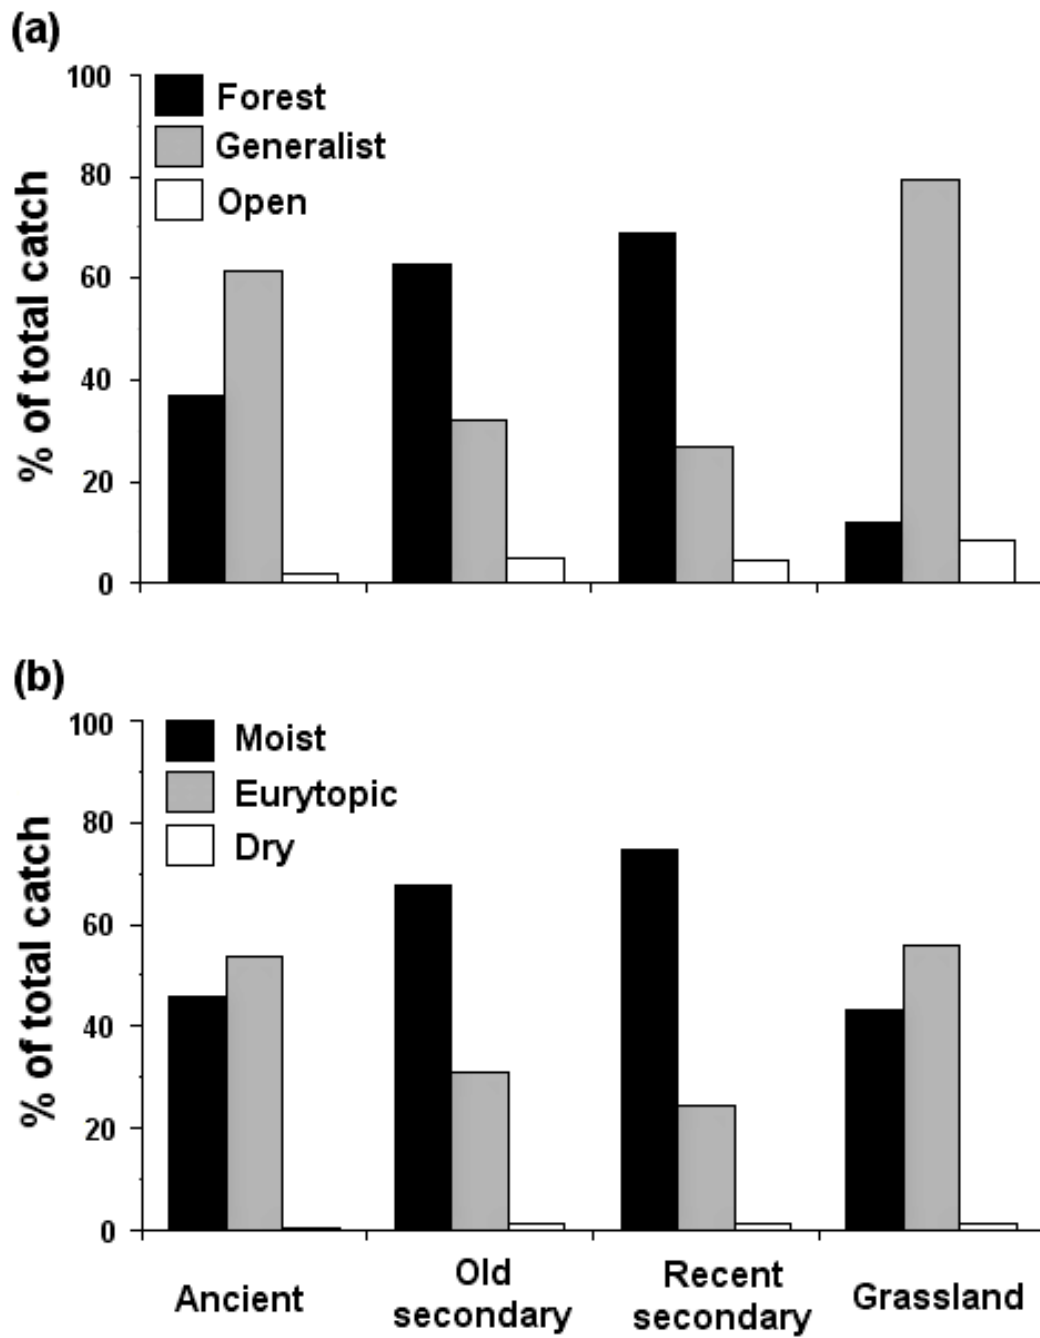 (a)
100
80
60
40
20
0
% of total catch
Forest
Generalist
Open
(b)
100
80
60
40
20
0
% of total catch
Moist
Eurytopic
Dry
Ancient
Old
secondary
Recent
secondary
Grassland